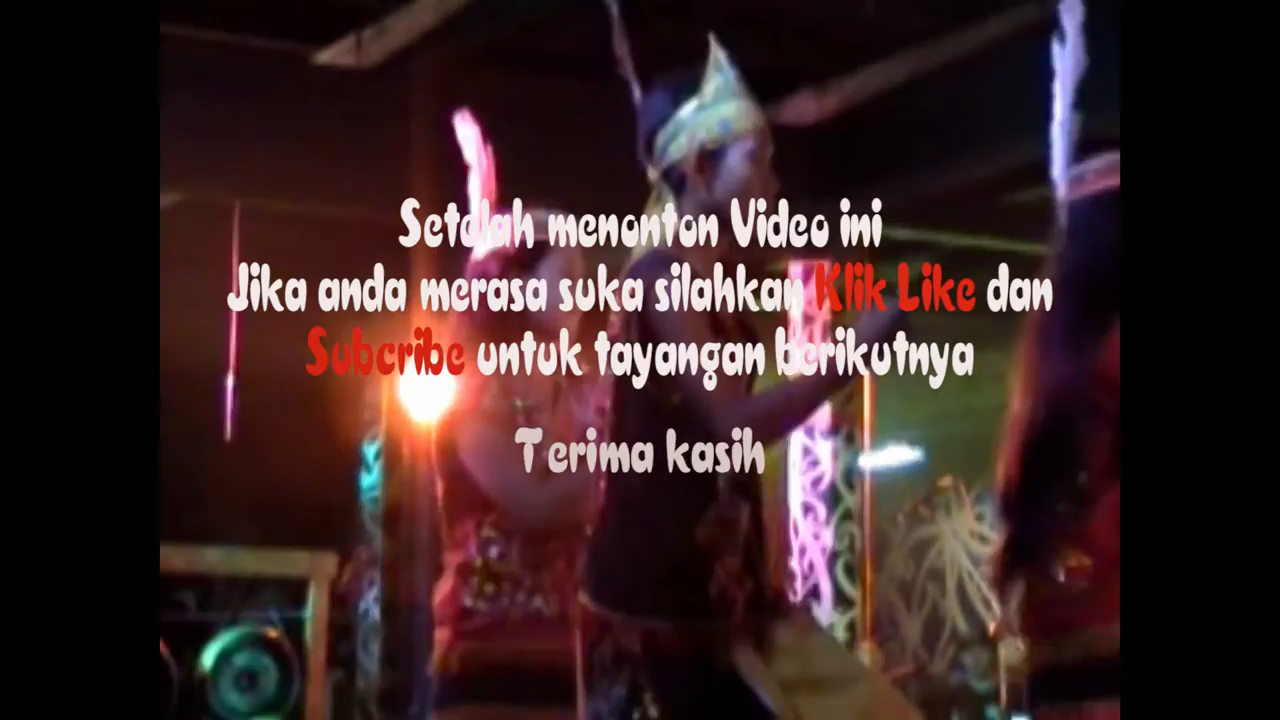 Setelah menonton Video ini
Jika anda merasa suka silahkan Klik Like dan
Subcribe untuk tayangan berikutnya
Terima kasih